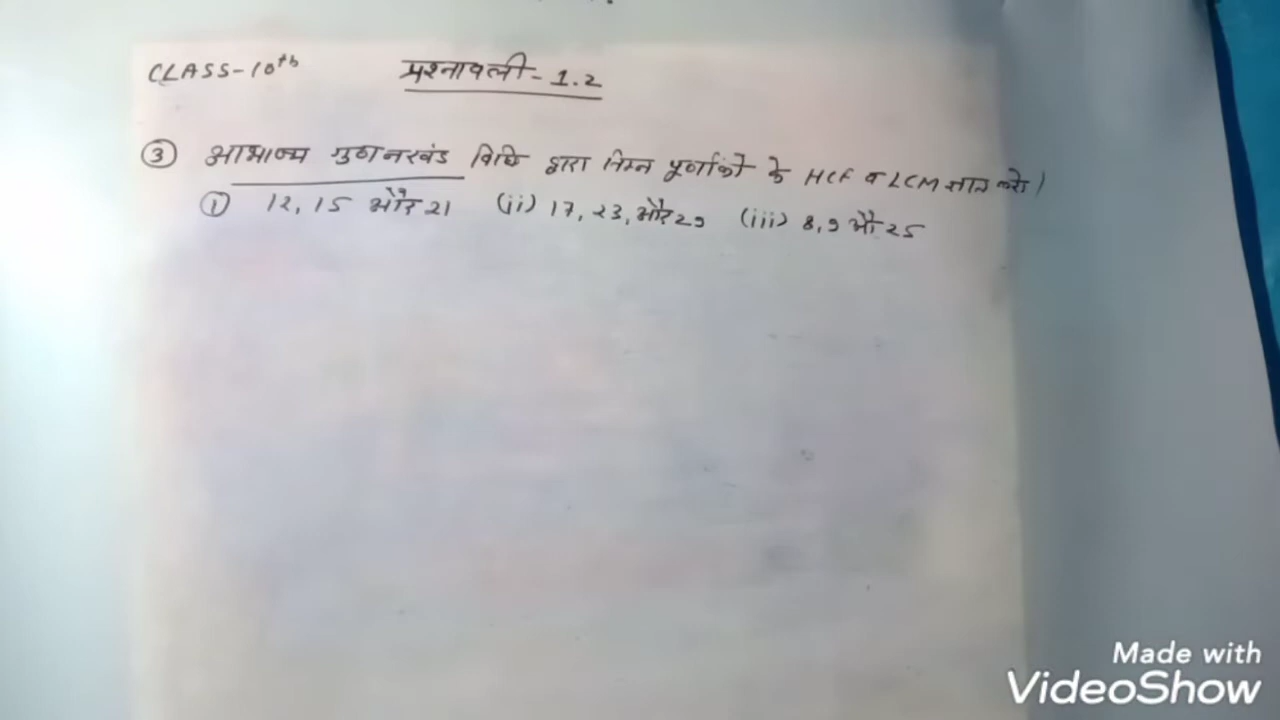 CLASS-10th प्रश्नावली-1.2
③ अभाज्य गुणनखंड विधि द्वारा निम्न पूर्णांकों के HCF व LCM ज्ञात करो।
① 12, 15 और 21 (ii) 17, 23, और 29 (iii) 8, 9 औ 25
Made with
VideoShow